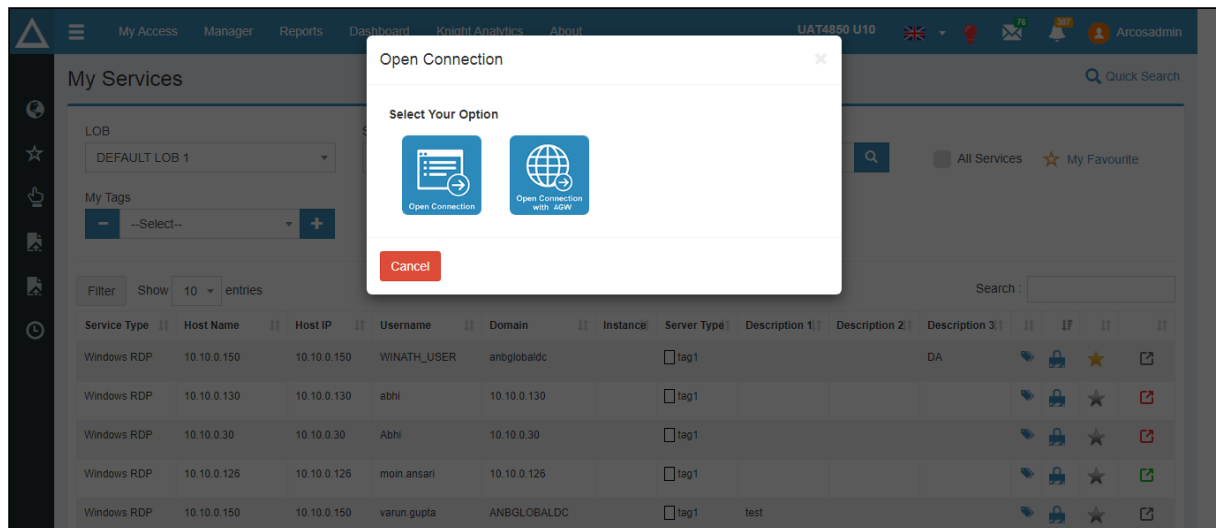 My Access Manager Reports Dashboard Knight Analytics About UAT4850 U10 76 307 Arcosadmin
Open Connection ×
My Services Quick Search
Select Your Option
LOB
DEFAULT LOB 1 All Services My Favourite
Open Connection Open Connection
with AGW
My Tags
--Select--
Cancel
Filter Show 10 entries Search :
Service Type Host Name Host IP Username Domain Instance Server Type Description 1 Description 2 Description 3
Windows RDP 10.10.0.150 10.10.0.150 WINATH_USER anbglobaldc tag1 DA
Windows RDP 10.10.0.130 10.10.0.130 abhi 10.10.0.130 tag1
Windows RDP 10.10.0.30 10.10.0.30 Abhi 10.10.0.30 tag1
Windows RDP 10.10.0.126 10.10.0.126 moin.ansari 10.10.0.126 tag1
Windows RDP 10.10.0.150 10.10.0.150 varun.gupta ANBGLOBALDC tag1 test